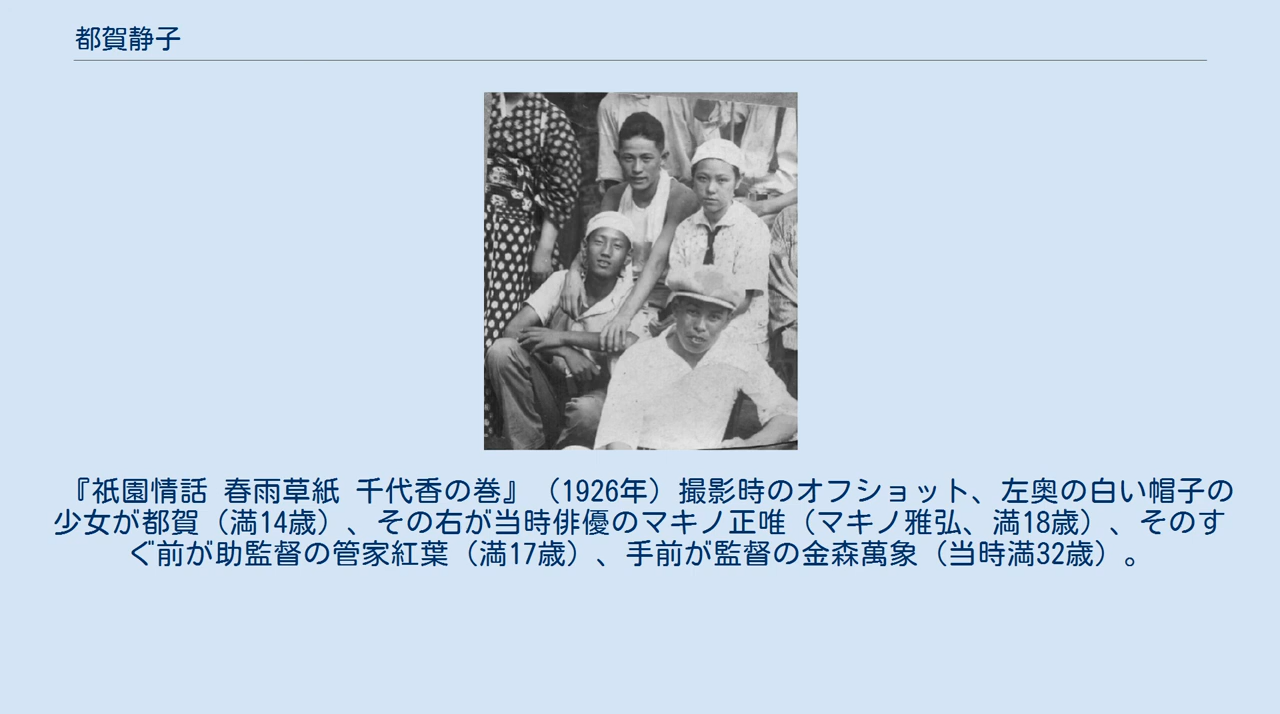 都賀静子
『祇園情話 春雨草紙 千代香の巻』（1926年）撮影時のオフショット、左奥の白い帽子の
少女が都賀（満14歳）、その右が当時俳優のマキノ正唯（マキノ雅弘、満18歳）、そのす
ぐ前が助監督の管家紅葉（満17歳）、手前が監督の金森萬象（当時満32歳）。